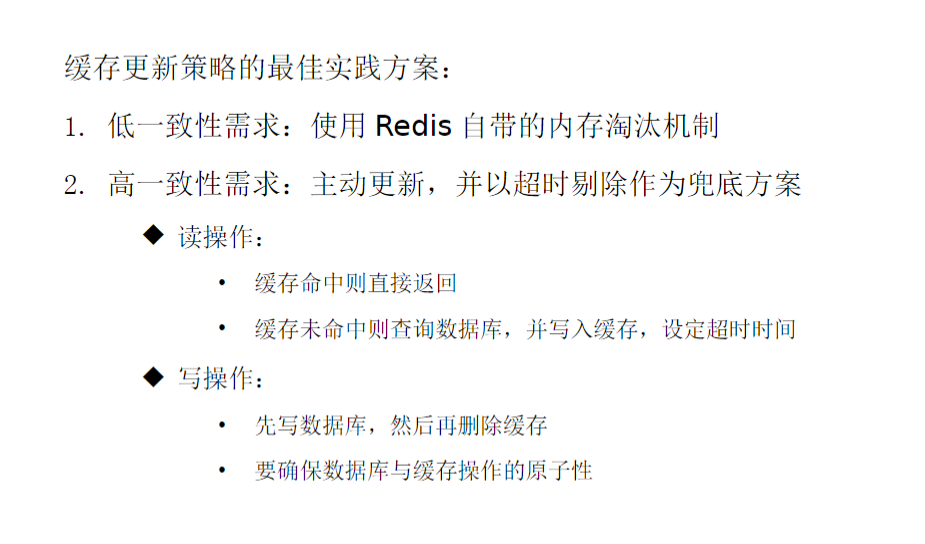 缓存更新策略的最佳实践方案：
1. 低一致性需求：使用 Redis 自带的内存淘汰机制
2. 高一致性需求：主动更新，并以超时剔除作为兜底方案
◆ 读操作：
• 缓存命中则直接返回
• 缓存未命中则查询数据库，并写入缓存，设定超时时间
◆ 写操作：
• 先写数据库，然后再删除缓存
• 要确保数据库与缓存操作的原子性